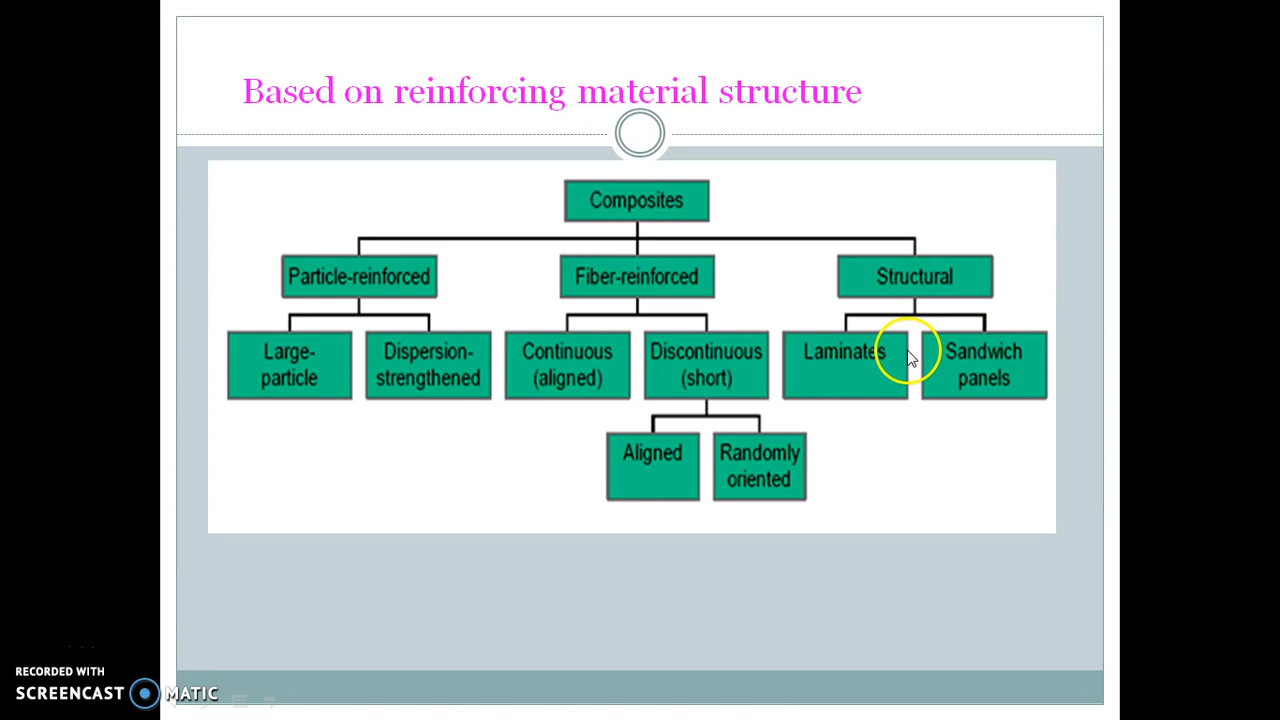 Based on reinforcing material structure
Composites
Particle-reinforced
Fiber-reinforced
Structural
Large-
particle
Dispersion-
strengthened
Continuous
(aligned)
Discontinuous
(short)
Laminates
Sandwich
panels
Aligned
Randomly
oriented
RECORDED WITH
SCREENCAST MATIC